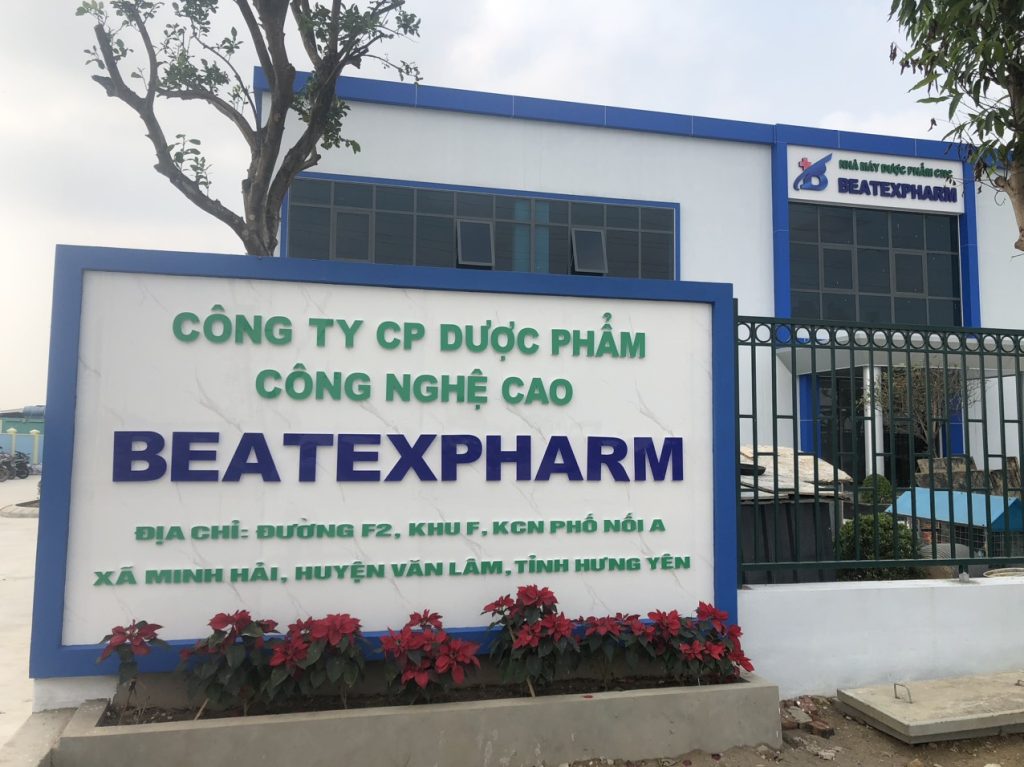 NHÀ MÁY DƯỢC PHẨM CNC
BEATEXPHARM
CÔNG TY CP DƯỢC PHẨM
CÔNG NGHỆ CAO
BEATEXPHARM
ĐỊA CHỈ: ĐƯỜNG F2, KHU F, KCN PHỐ NỐI A
XÃ MINH HẢI, HUYỆN VĂN LÂM, TỈNH HƯNG YÊN